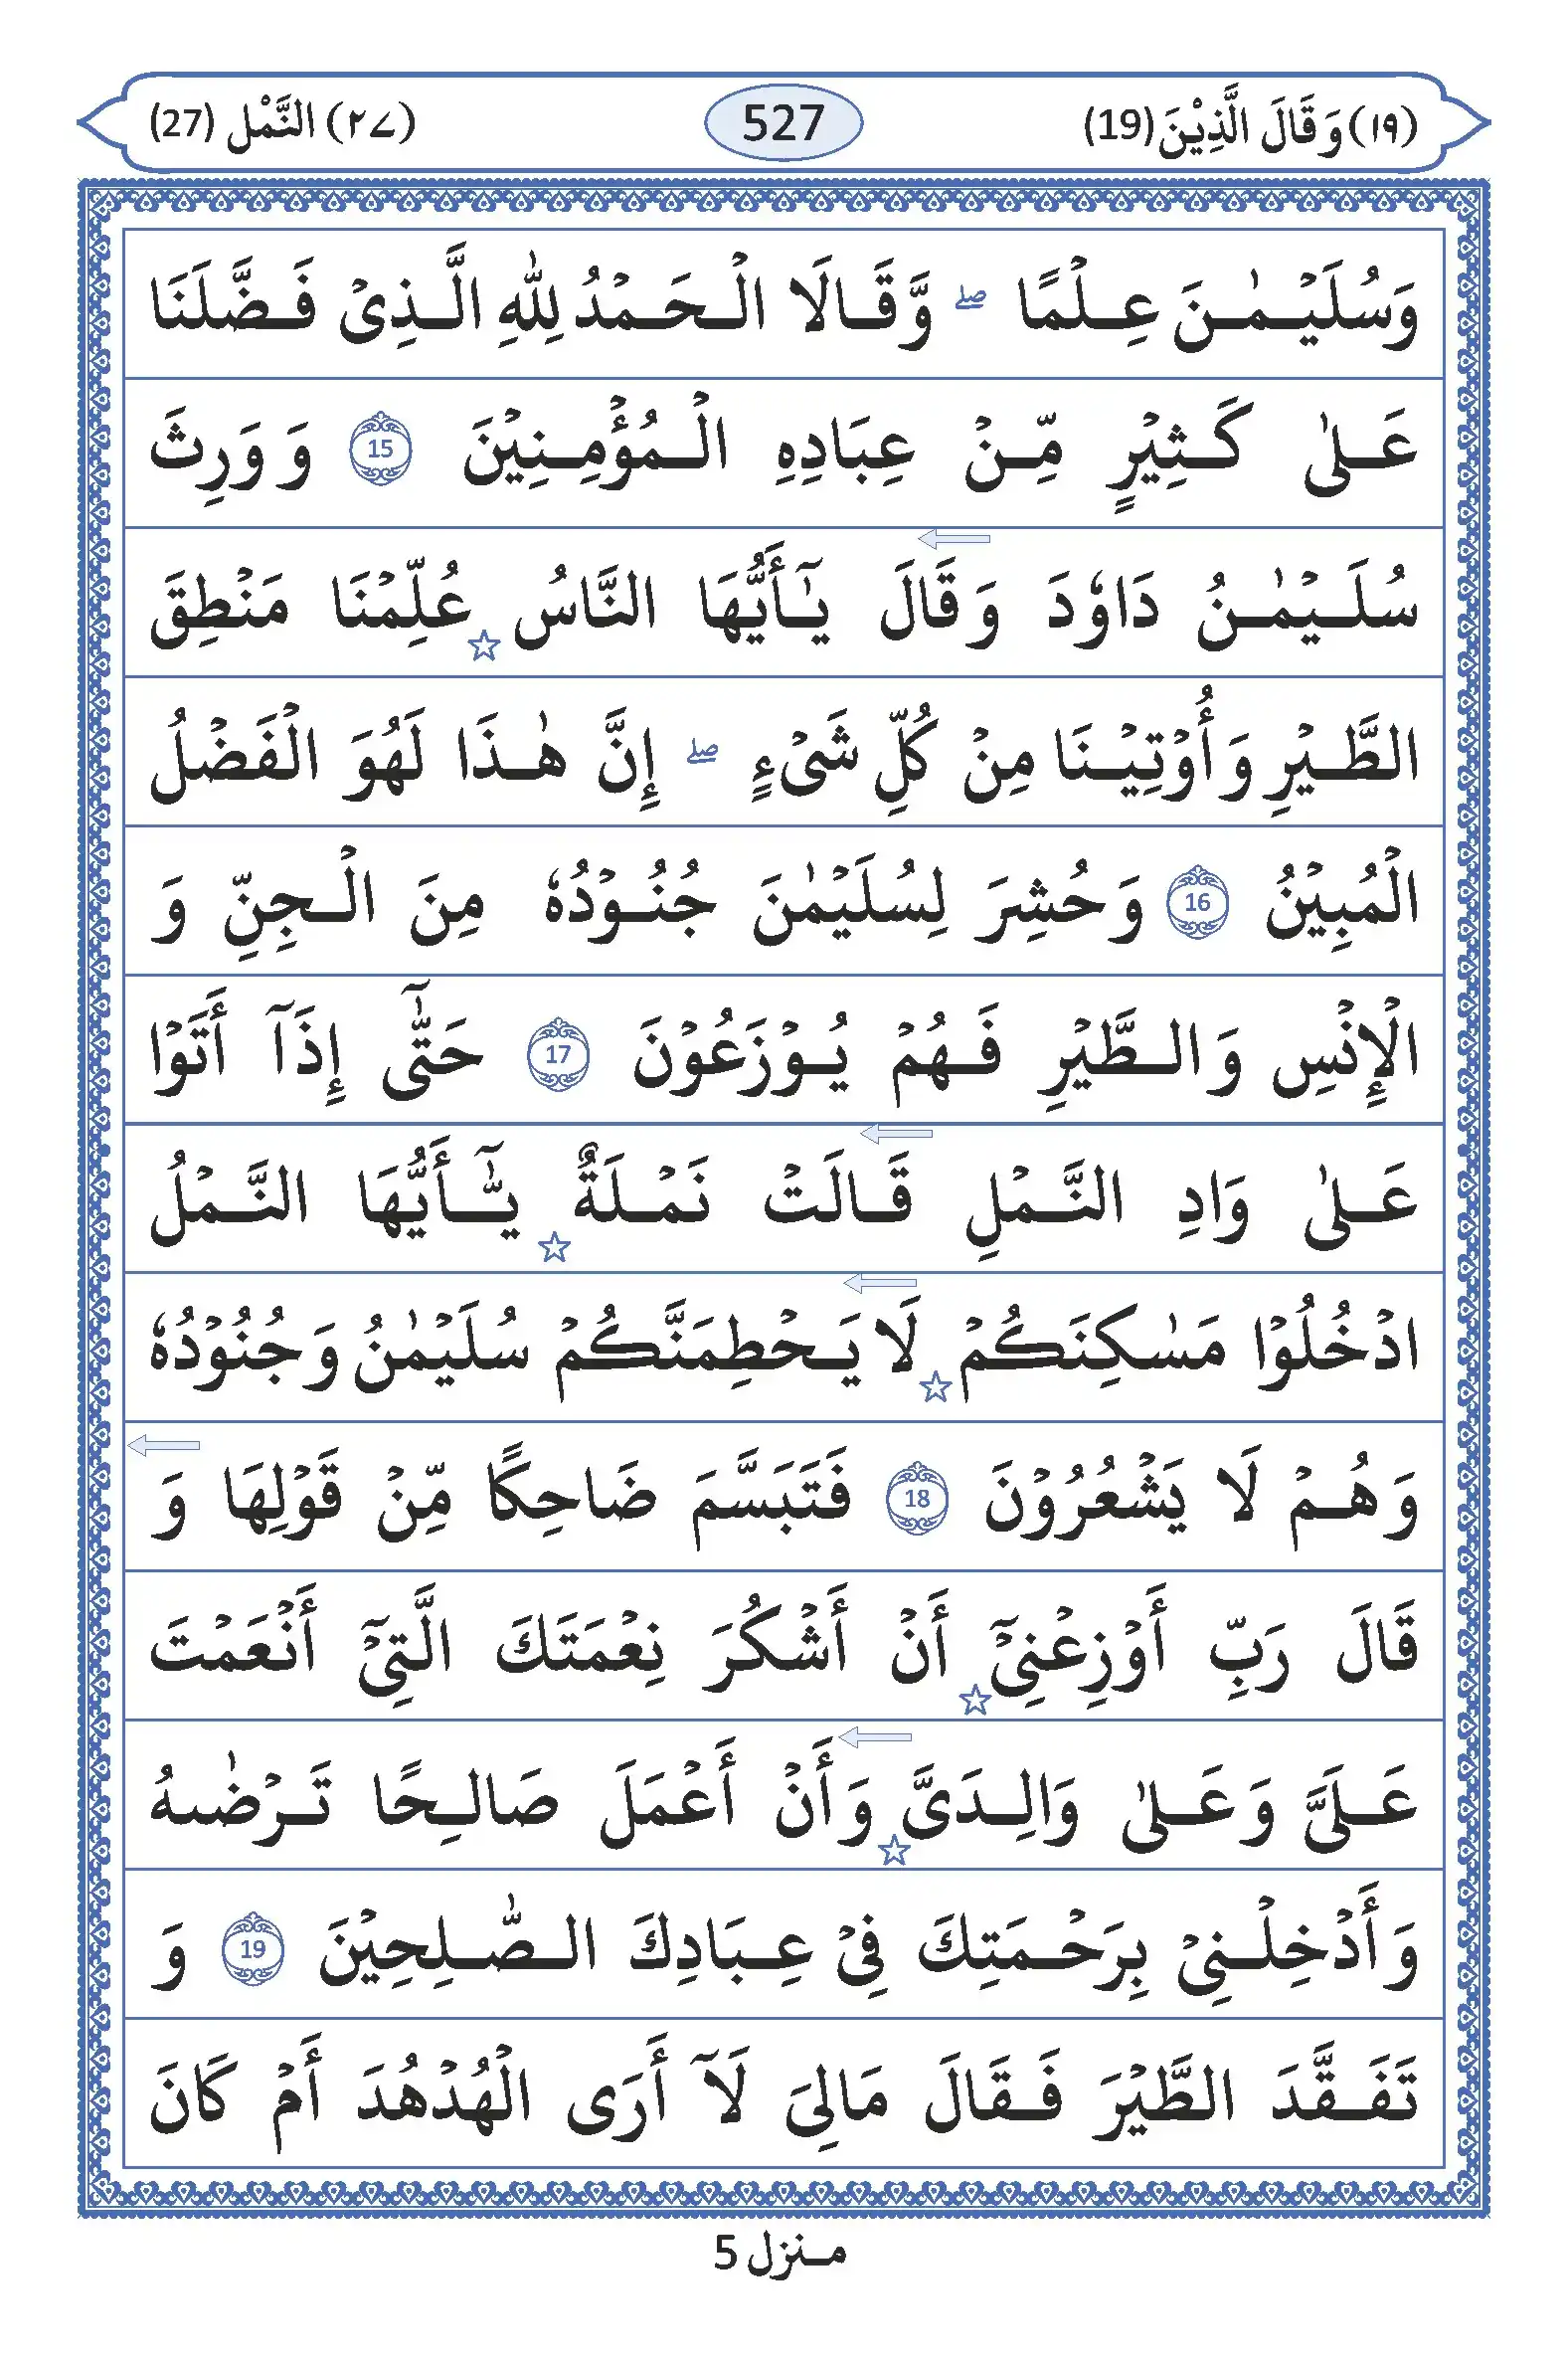 (١٩) وَقَالَ الَّذِيْنَ (19) 527 (٢٧) النَّمْل (27)
وَسُلَيْمٰنَ عِلْمًا ۖ وَّقَالَا الْحَمْدُ لِلّٰهِ الَّذِىْ فَضَّلَنَا
عَلٰى كَثِيْرٍ مِّنْ عِبَادِهِ الْمُؤْمِنِيْنَ 15 وَ وَرِثَ
سُلَيْمٰنُ دَاوٗدَ وَقَالَ يٰٓأَيُّهَا النَّاسُ ☆ عُلِّمْنَا مَنْطِقَ
الطَّيْرِ وَأُوْتِيْنَا مِنْ كُلِّ شَىْءٍ ۖ إِنَّ هٰذَا لَهُوَ الْفَضْلُ
الْمُبِيْنُ 16 وَحُشِرَ لِسُلَيْمٰنَ جُنُوْدُهٗ مِنَ الْجِنِّ وَ
الْإِنْسِ وَالطَّيْرِ فَهُمْ يُوْزَعُوْنَ 17 حَتّٰٓى إِذَآ أَتَوْا
عَلٰى وَادِ النَّمْلِ قَالَتْ نَمْلَةٌ ☆ يّٰٓأَيُّهَا النَّمْلُ
ادْخُلُوْا مَسٰكِنَكُمْ ☆ لَا يَحْطِمَنَّكُمْ سُلَيْمٰنُ وَجُنُوْدُهٗ
وَهُمْ لَا يَشْعُرُوْنَ 18 فَتَبَسَّمَ ضَاحِكًا مِّنْ قَوْلِهَا وَ
قَالَ رَبِّ أَوْزِعْنِىْٓ ☆ أَنْ أَشْكُرَ نِعْمَتَكَ الَّتِىْٓ أَنْعَمْتَ
عَلَىَّ وَعَلٰى وَالِدَىَّ ☆ وَأَنْ أَعْمَلَ صَالِحًا تَرْضٰىهُ
وَأَدْخِلْنِىْ بِرَحْمَتِكَ فِىْ عِبَادِكَ الصّٰلِحِيْنَ 19 وَ
تَفَقَّدَ الطَّيْرَ فَقَالَ مَالِىَ لَآ أَرَى الْهُدْهُدَ أَمْ كَانَ
منزل 5